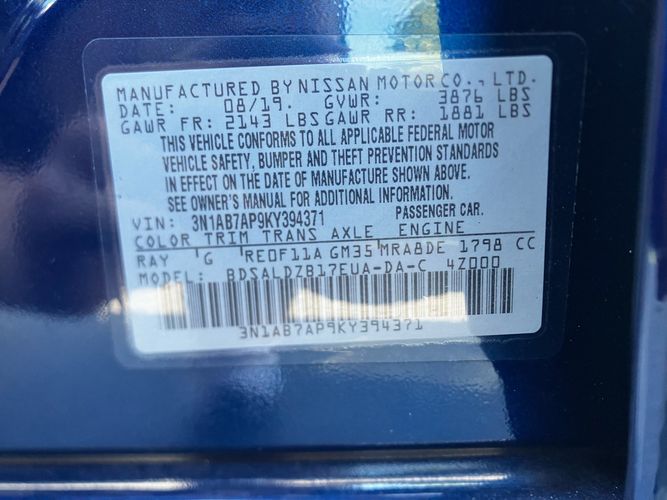 MANUFACTURED BY NISSAN MOTOR CO., LTD.
DATE: 08/19. GVWR: 3876 LBS
GAWR FR: 2143 LBS GAWR RR: 1881 LBS
THIS VEHICLE CONFORMS TO ALL APPLICABLE FEDERAL MOTOR
VEHICLE SAFETY, BUMPER AND THEFT PREVENTION STANDARDS
IN EFFECT ON THE DATE OF MANUFACTURE SHOWN ABOVE.
SEE OWNER'S MANUAL FOR ADDITIONAL INFORMATION.
VIN: 3N1AB7AP9KY394371 PASSENGER CAR.
COLOR TRIM TRANS AXLE ENGINE
RAY G RE0F11A GM35 MRA8DE 1798 CC
MODEL: BDSALDZB17EUA-DA-C 4Z000
3N1AB7AP9KY394371